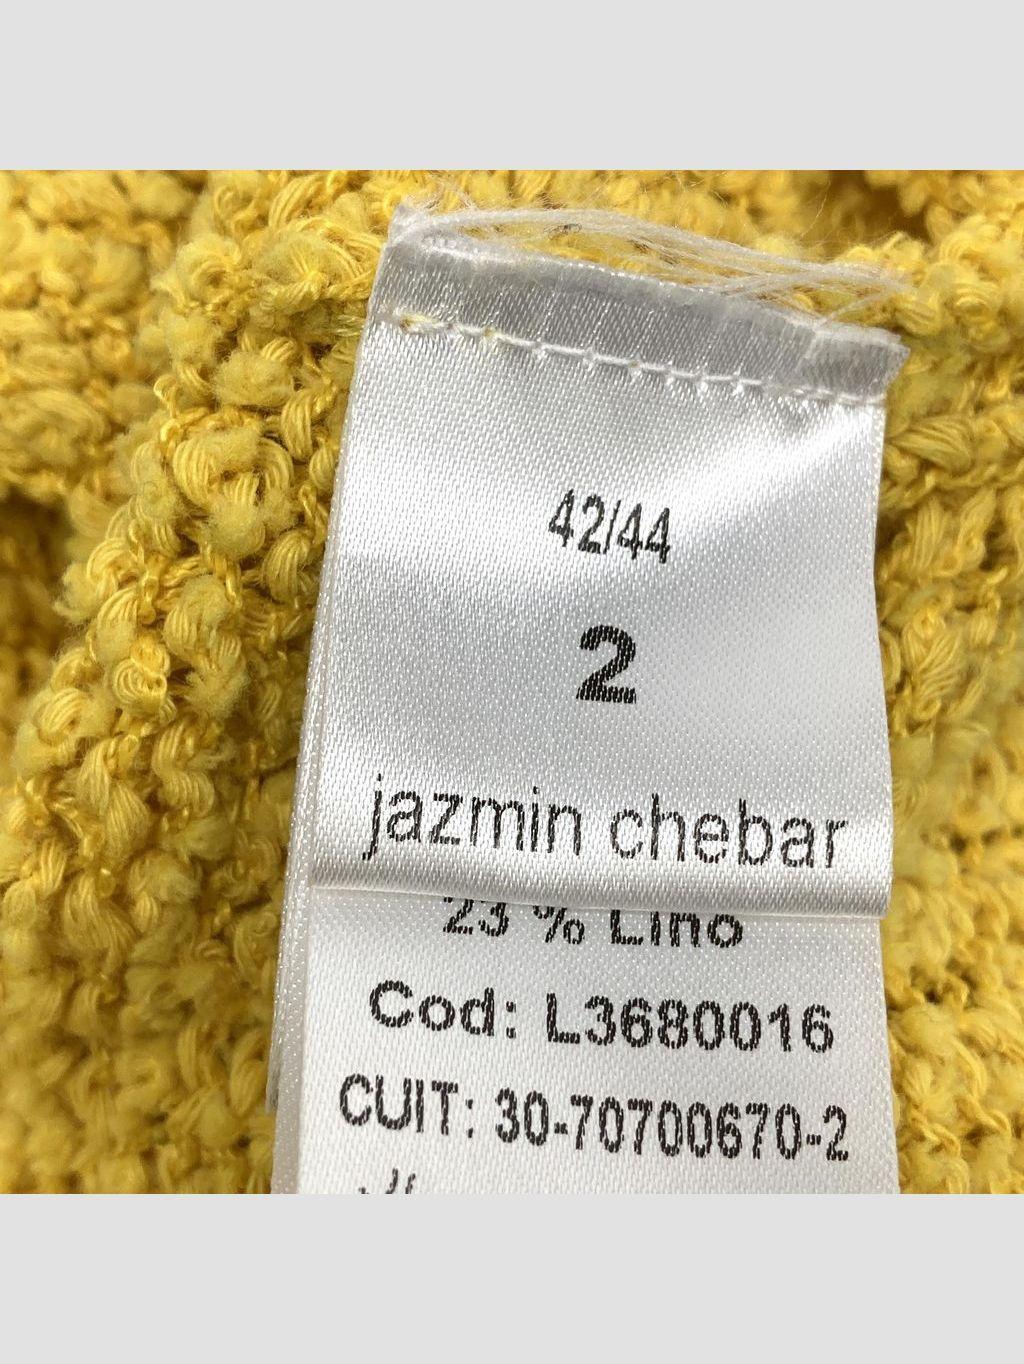 42/44
2
jazmin chebar
23 % Lino
Cod: L3680016
CUIT: 30-70700670-2